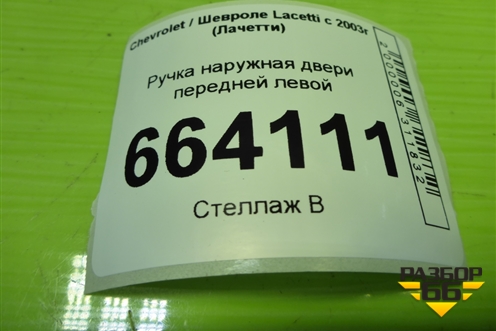 Chevrolet / Шевроле Lacetti с 2003г
(Лачетти)
Ручка наружная двери
передней левой
664111
Стеллаж В
2000006311832
РАЗБОР
66